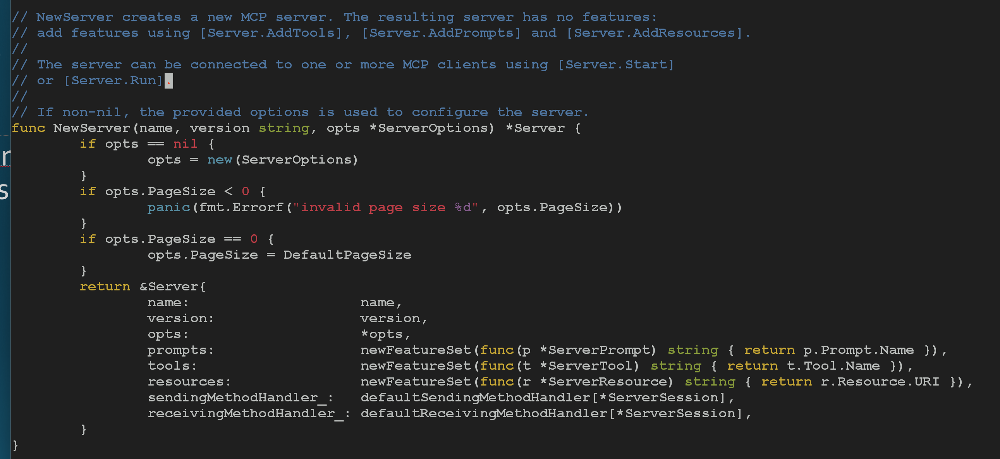 // NewServer creates a new MCP server. The resulting server has no features:
// add features using [Server.AddTools], [Server.AddPrompts] and [Server.AddResources].
//
// The server can be connected to one or more MCP clients using [Server.Start]
// or [Server.Run].
//
// If non-nil, the provided options is used to configure the server.
func NewServer(name, version string, opts *ServerOptions) *Server {
	if opts == nil {
		opts = new(ServerOptions)
	}
	if opts.PageSize < 0 {
		panic(fmt.Errorf("invalid page size %d", opts.PageSize))
	}
	if opts.PageSize == 0 {
		opts.PageSize = DefaultPageSize
	}
	return &Server{
		name:                    name,
		version:                 version,
		opts:                    *opts,
		prompts:                 newFeatureSet(func(p *ServerPrompt) string { return p.Prompt.Name }),
		tools:                   newFeatureSet(func(t *ServerTool) string { return t.Tool.Name }),
		resources:               newFeatureSet(func(r *ServerResource) string { return r.Resource.URI }),
		sendingMethodHandler_:   defaultSendingMethodHandler[*ServerSession],
		receivingMethodHandler_: defaultReceivingMethodHandler[*ServerSession],
	}
}